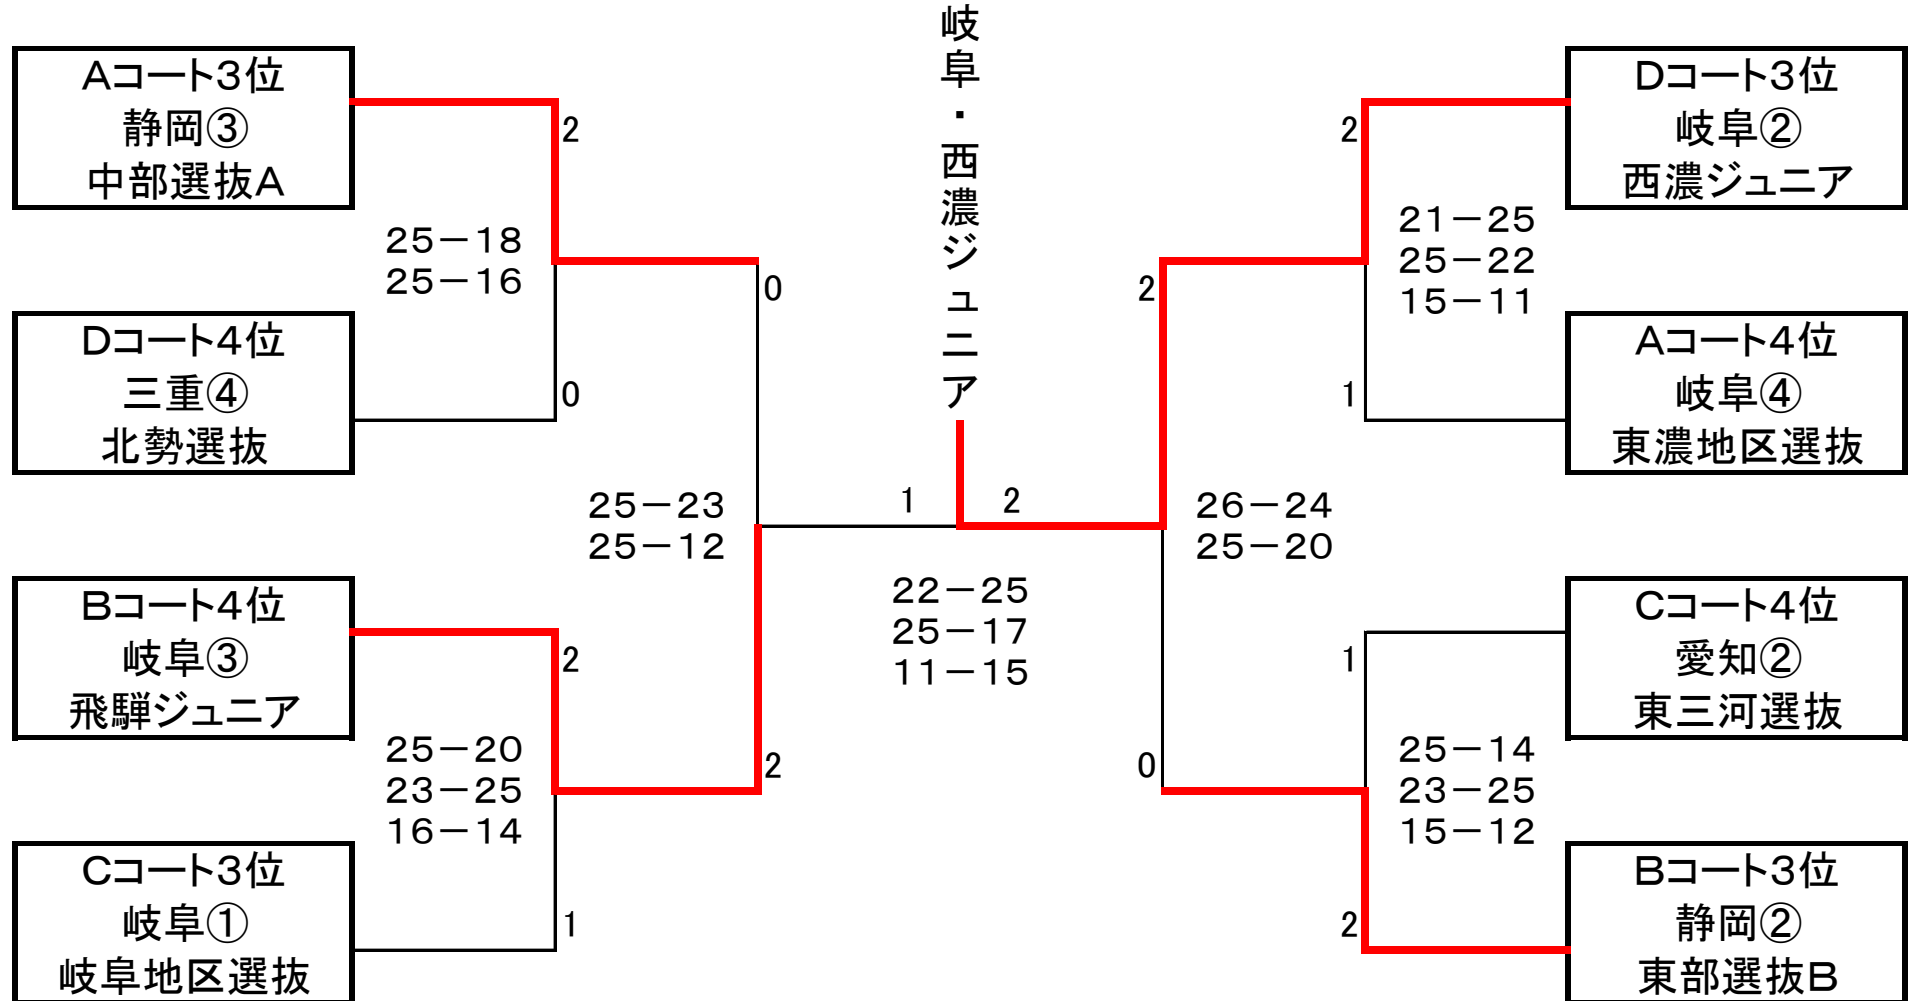 岐阜・西濃ジュニア
Aコート3位
静岡③
中部選抜A
2
25－18
25－16
0
Dコート4位
三重④
北勢選抜
0
25－23
25－12
Bコート4位
岐阜③
飛騨ジュニア
2
25－20
23－25
16－14
2
Cコート3位
岐阜①
岐阜地区選抜
1
1
2
22－25
25－17
11－15
Dコート3位
岐阜②
西濃ジュニア
2
21－25
25－22
15－11
2
Aコート4位
岐阜④
東濃地区選抜
1
26－24
25－20
Cコート4位
愛知②
東三河選抜
1
25－14
23－25
15－12
0
Bコート3位
静岡②
東部選抜B
2